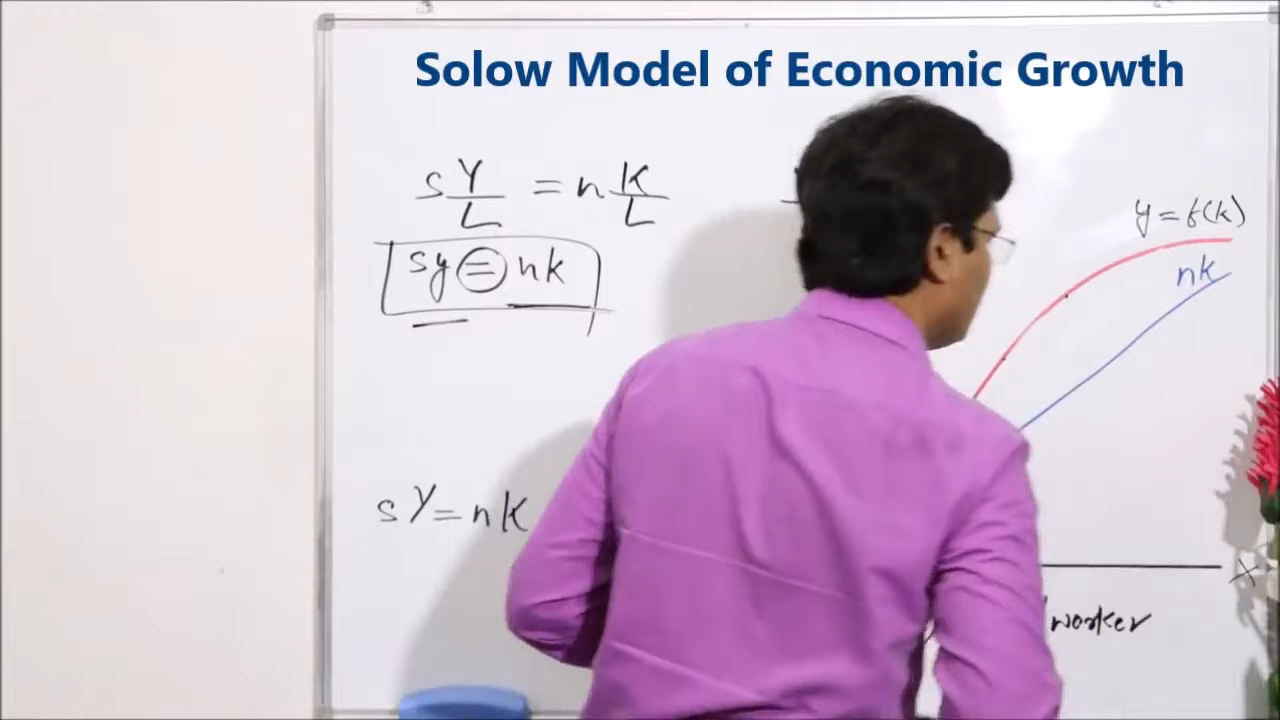 Solow Model of Economic Growth
sY/L = nK/L
sy = nk
sY = nK
y = f(k)
nk
X
/worker